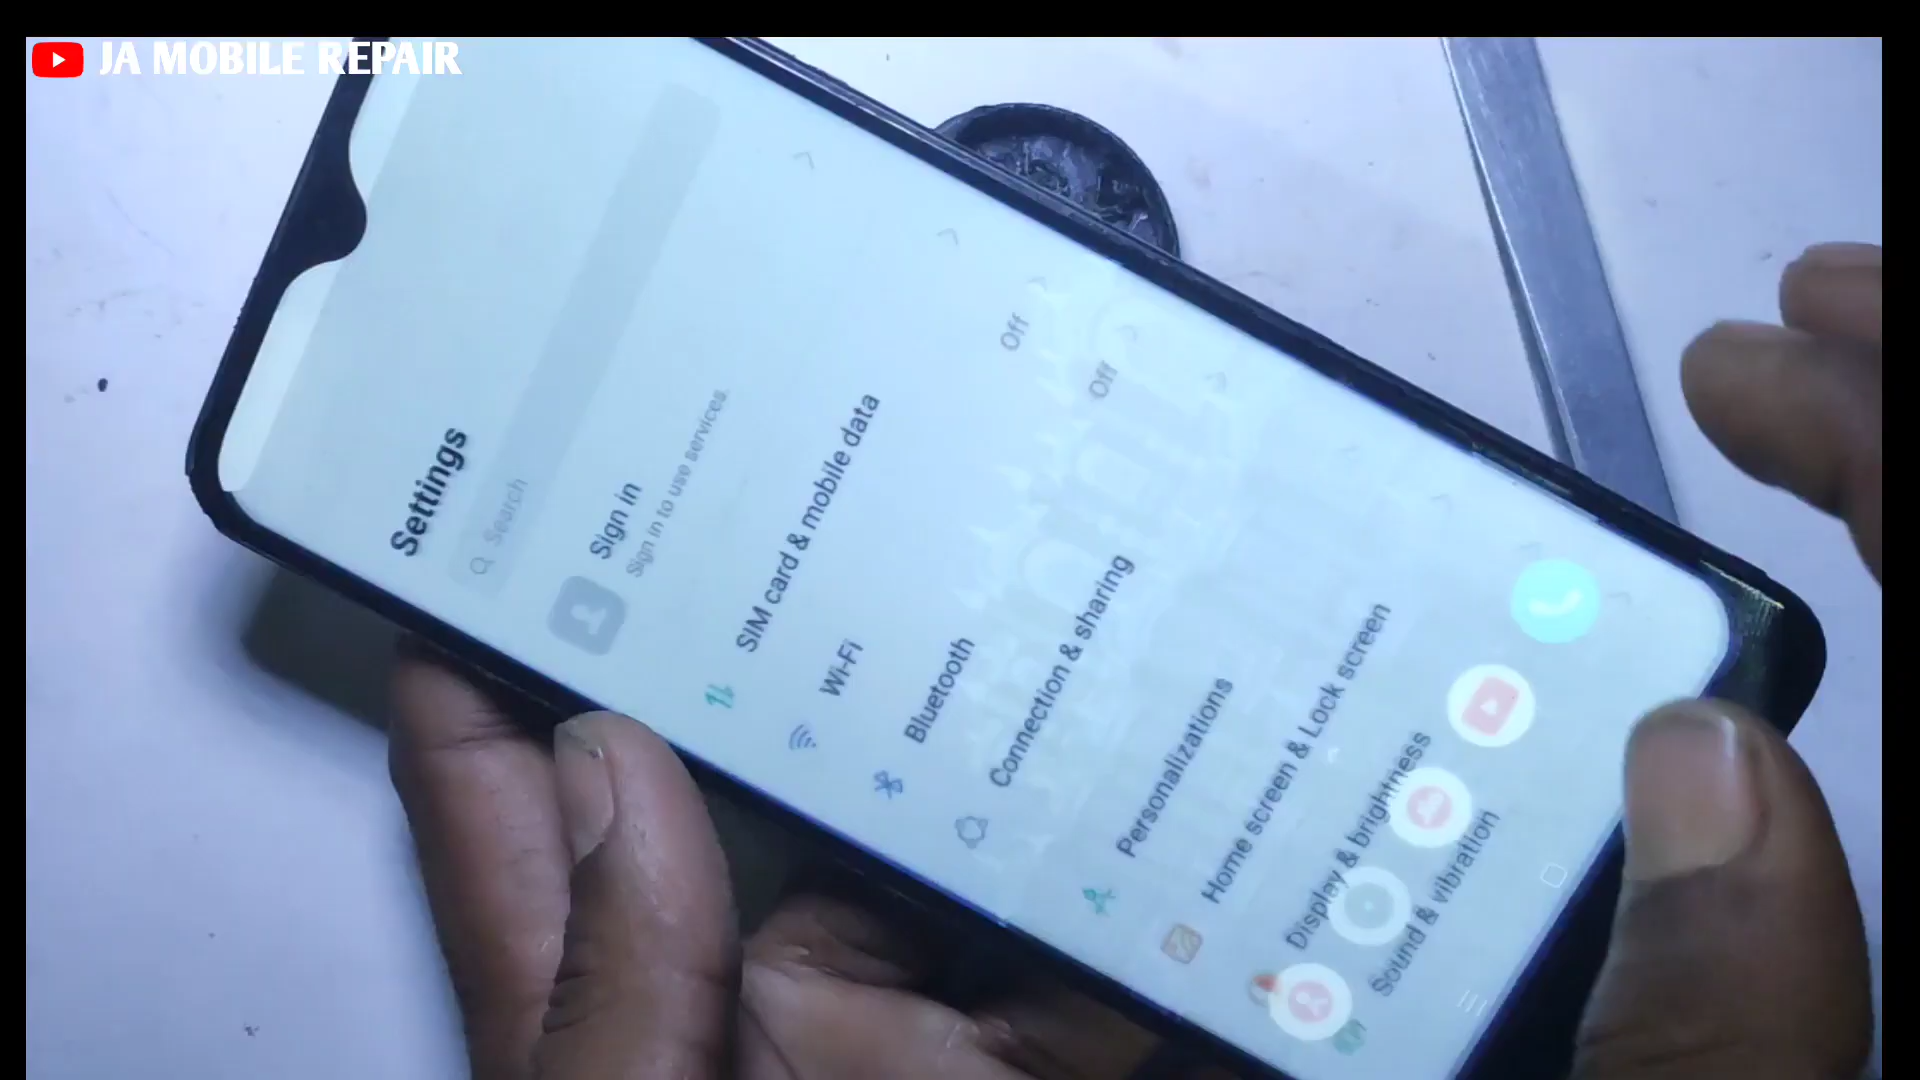 JA MOBILE REPAIR
Settings
Search
Sign in
Sign in to use services.
SIM card & mobile data
Wi-Fi
Off
Bluetooth
Off
Connection & sharing
Personalizations
Home screen & Lock screen
Display & brightness
Sound & vibration